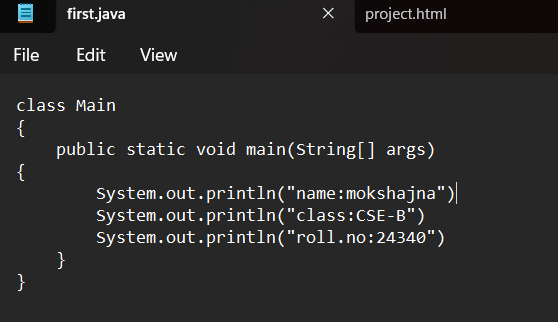 first.java × project.html
File Edit View
class Main
{
    public static void main(String[] args)
{
        System.out.println("name:mokshajna")
        System.out.println("class:CSE-B")
        System.out.println("roll.no:24340")
    }
}